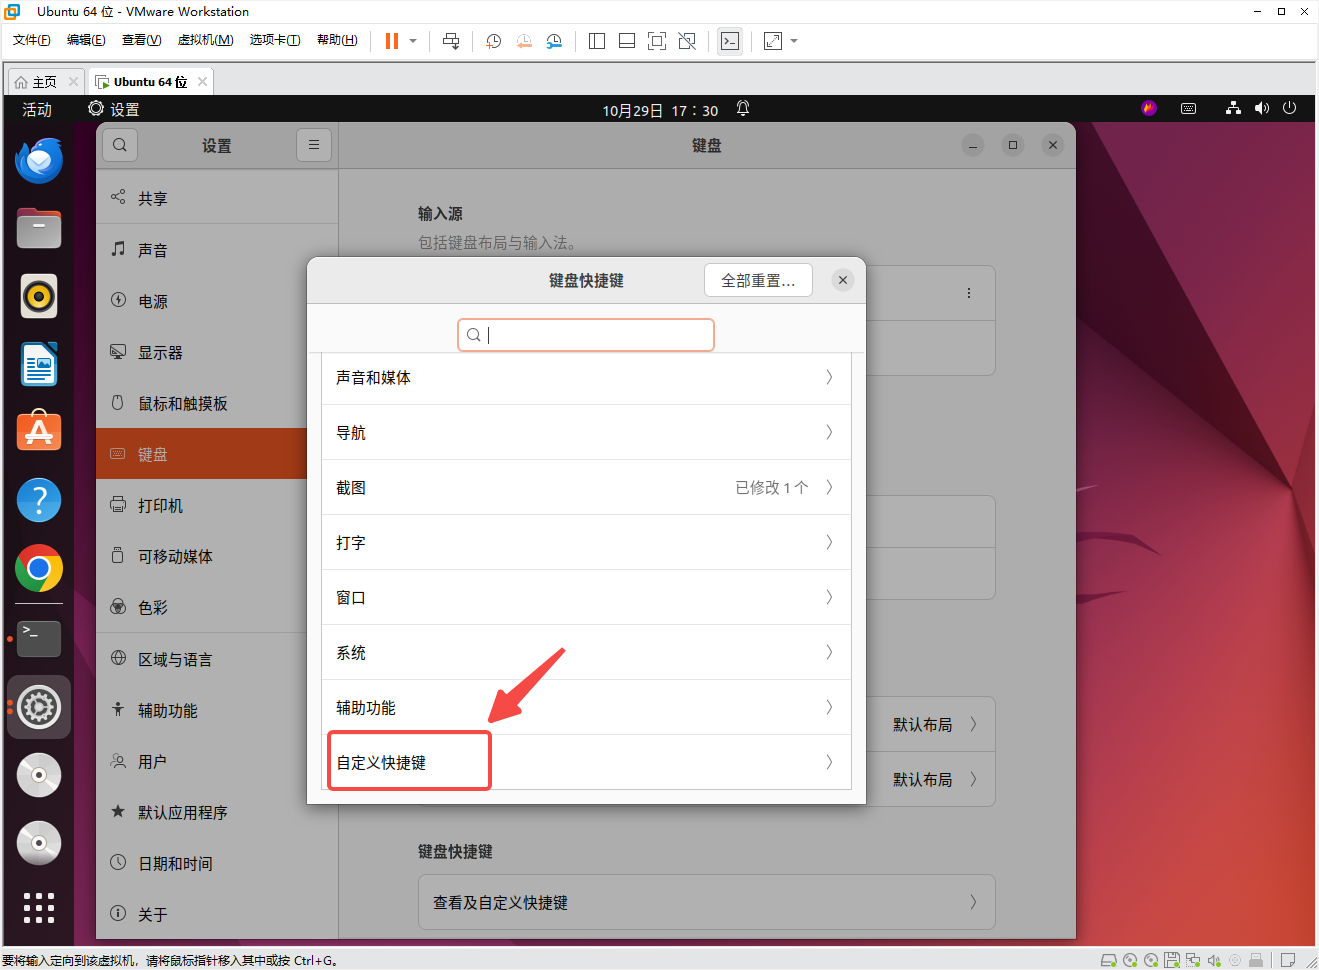 Ubuntu 64 位 - VMware Workstation
文件(F) 编辑(E) 查看(V) 虚拟机(M) 选项卡(T) 帮助(H)
主页 Ubuntu 64 位
活动 设置 10月29日 17：30
设置 键盘
共享
声音
电源
显示器
鼠标和触摸板
键盘
打印机
可移动媒体
色彩
区域与语言
辅助功能
用户
默认应用程序
日期和时间
关于
输入源
包括键盘布局与输入法。
键盘快捷键 全部重置…
声音和媒体
导航
截图 已修改 1 个
打字
窗口
系统
辅助功能
自定义快捷键
默认布局
默认布局
键盘快捷键
查看及自定义快捷键
要将输入定向到该虚拟机，请将鼠标指针移入其中或按 Ctrl+G。